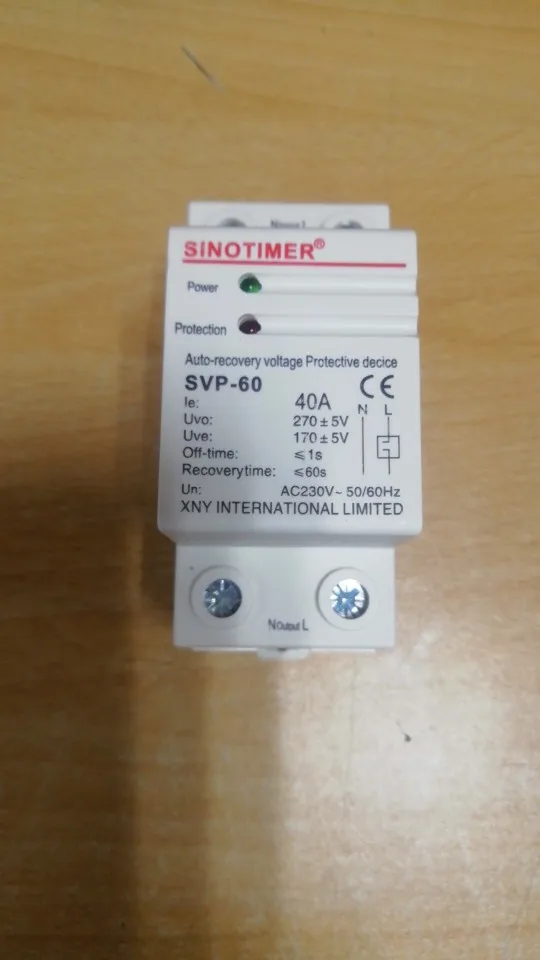 SINOTIMER®
Power
Protection
Auto-recovery voltage Protective decice
SVP-60 CE
Ie: 40A N L
Uvo: 270±5V
Uve: 170±5V
Off-time: ≤1s
Recoverytime: ≤60s
Un: AC230V~50/60Hz
XNY INTERNATIONAL LIMITED
N Output L